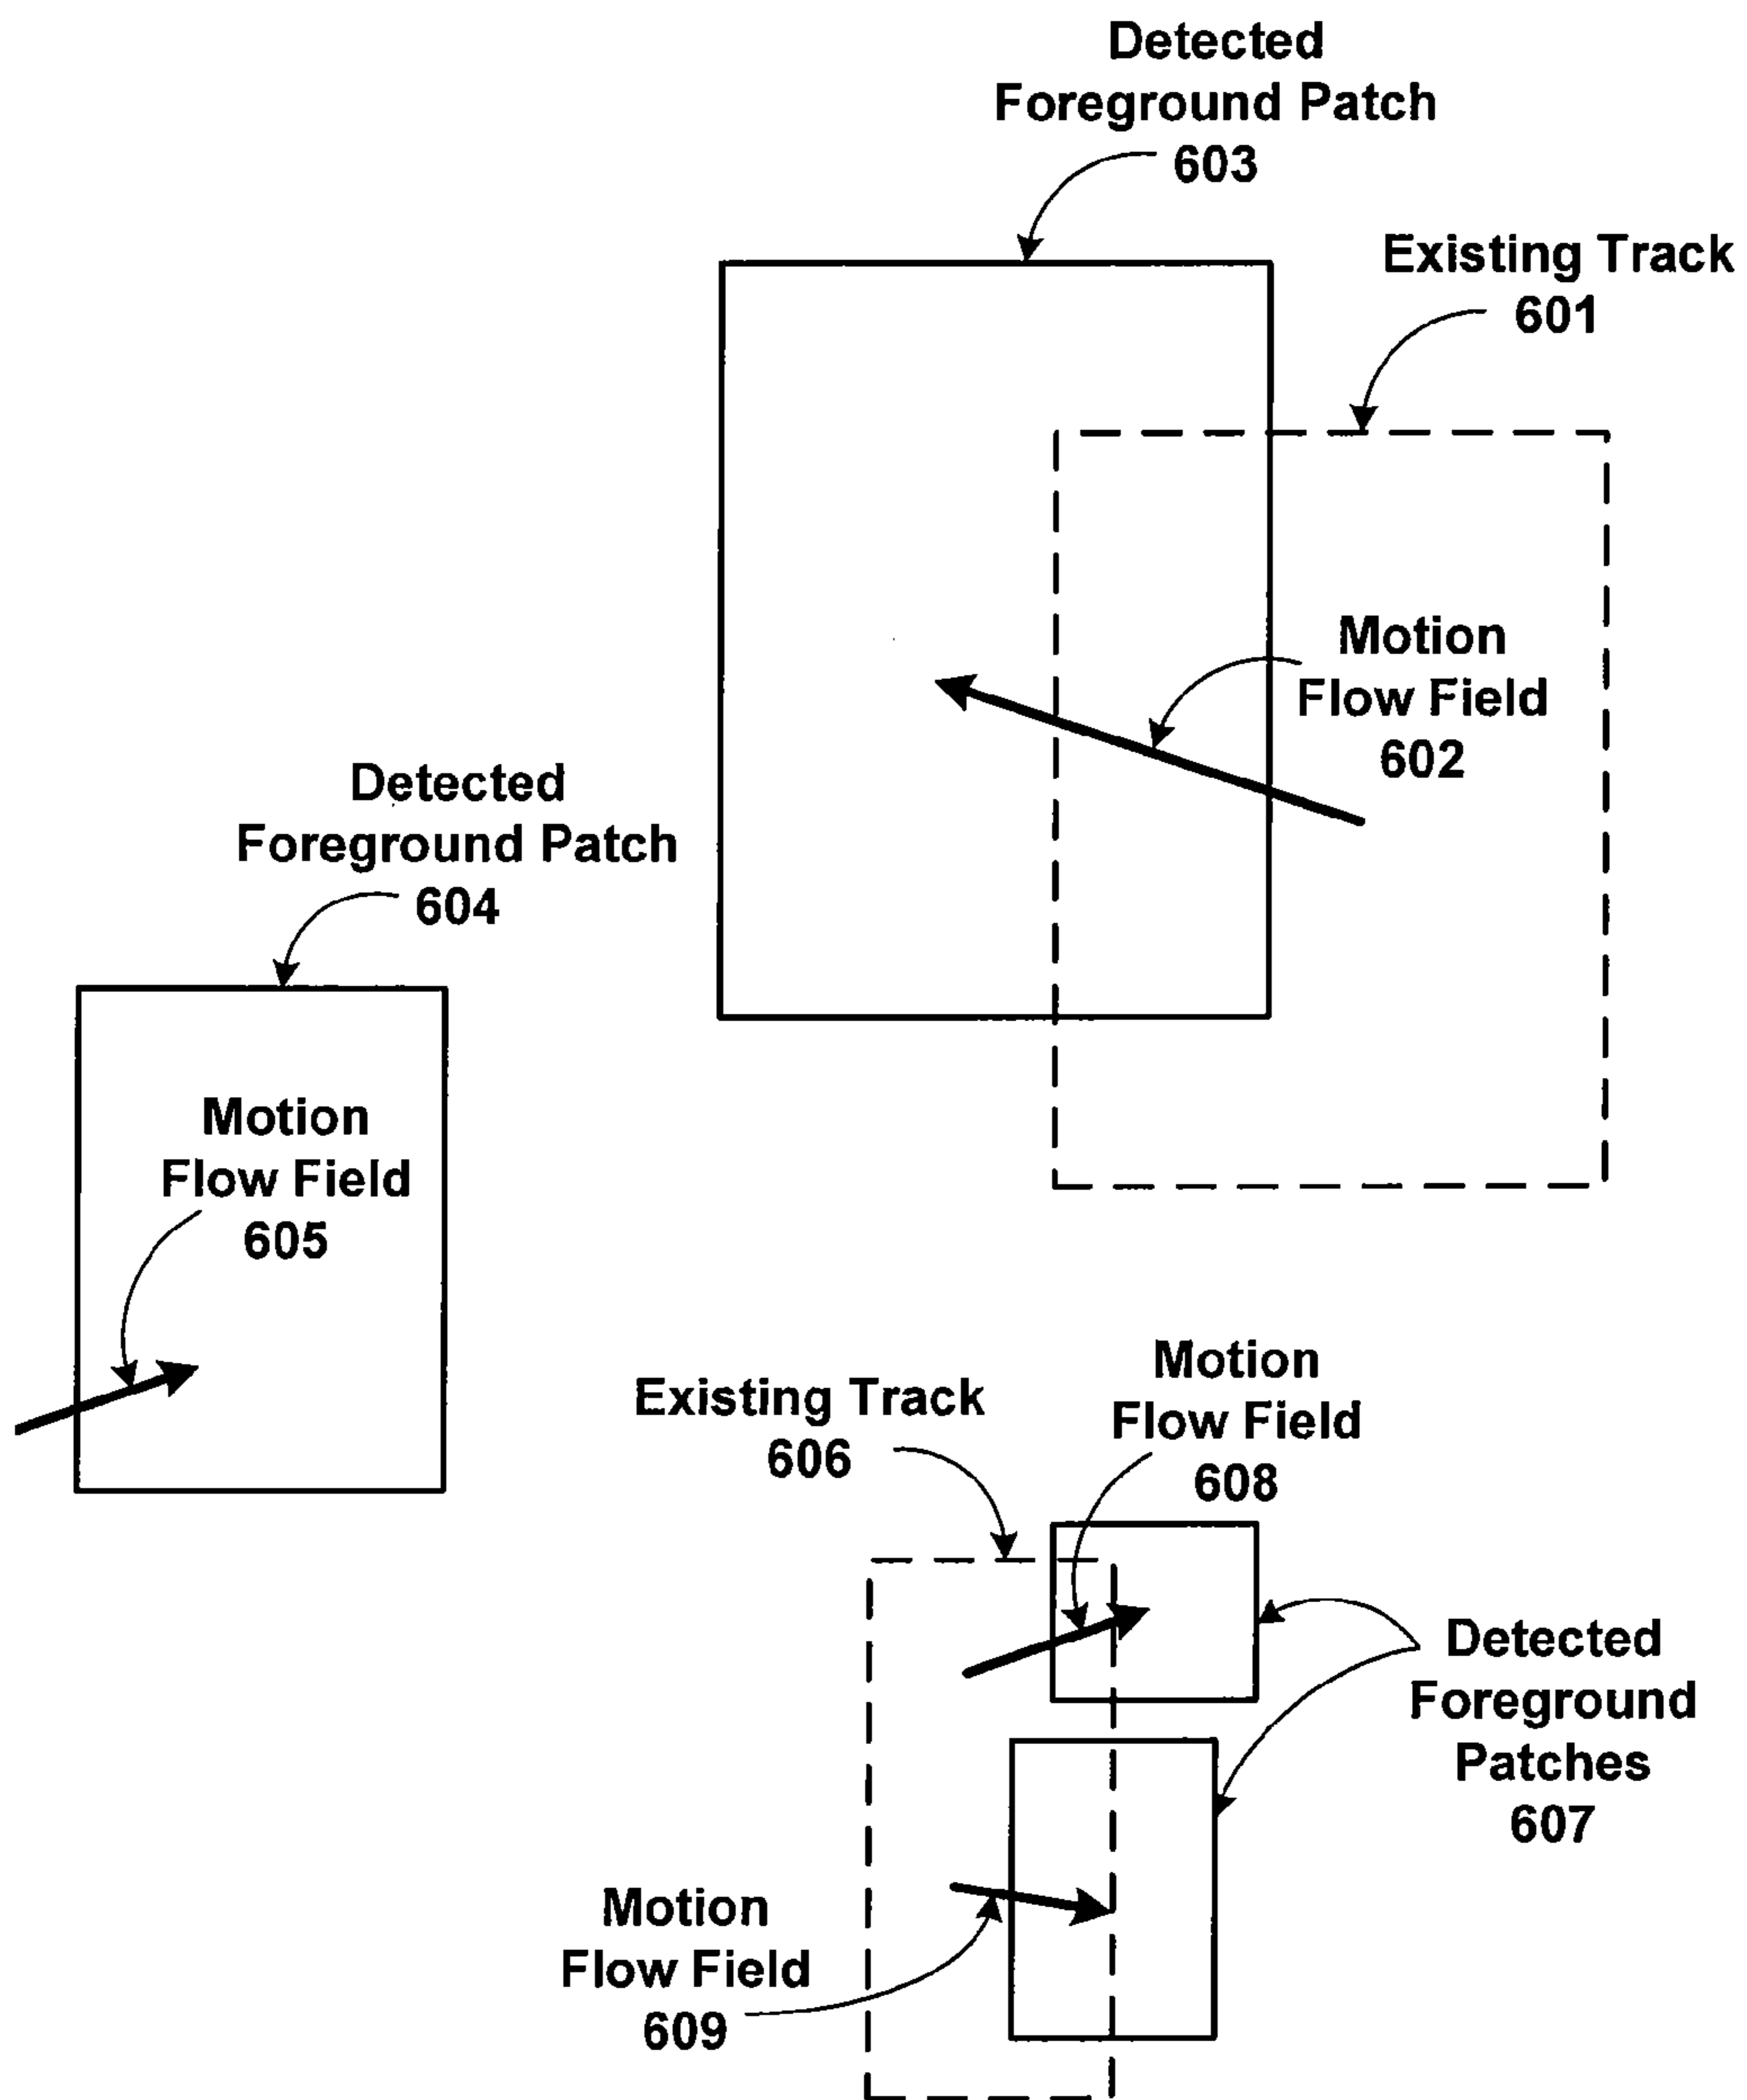 Detected
Foreground Patch
603
Existing Track
601
Motion
Flow Field
602
Detected
Foreground Patch
604
Motion
Flow Field
605
Existing Track
606
Motion
Flow Field
608
Detected
Foreground
Patches
607
Motion
Flow Field
609